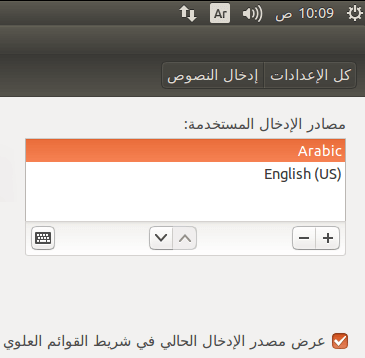 Ar ص 10:09
كل الإعدادات إدخال النصوص
مصادر الإدخال المستخدمة:
Arabic
English (US)
عرض مصدر الإدخال الحالي في شريط القوائم العلوي